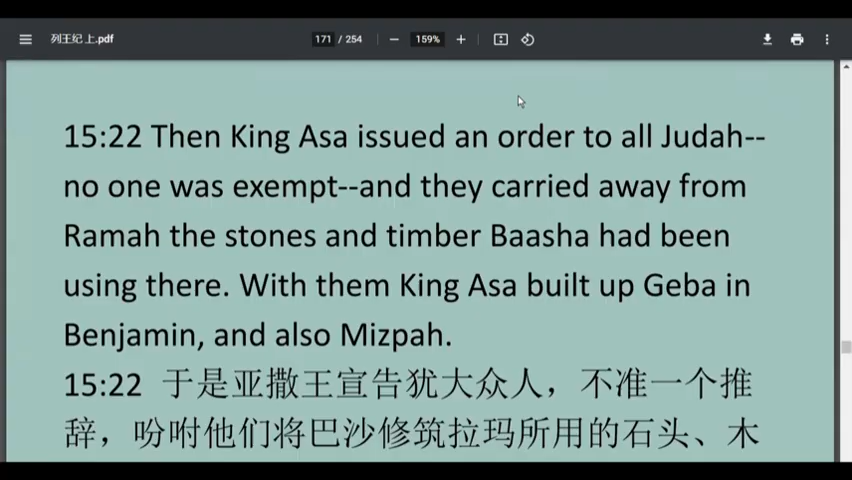 列王纪 上.pdf
171 / 254
159%
15:22 Then King Asa issued an order to all Judah--
no one was exempt--and they carried away from
Ramah the stones and timber Baasha had been
using there. With them King Asa built up Geba in
Benjamin, and also Mizpah.
15:22 于是亚撒王宣告犹大众人，不准一个推
辞，吩咐他们将巴沙修筑拉玛所用的石头、木